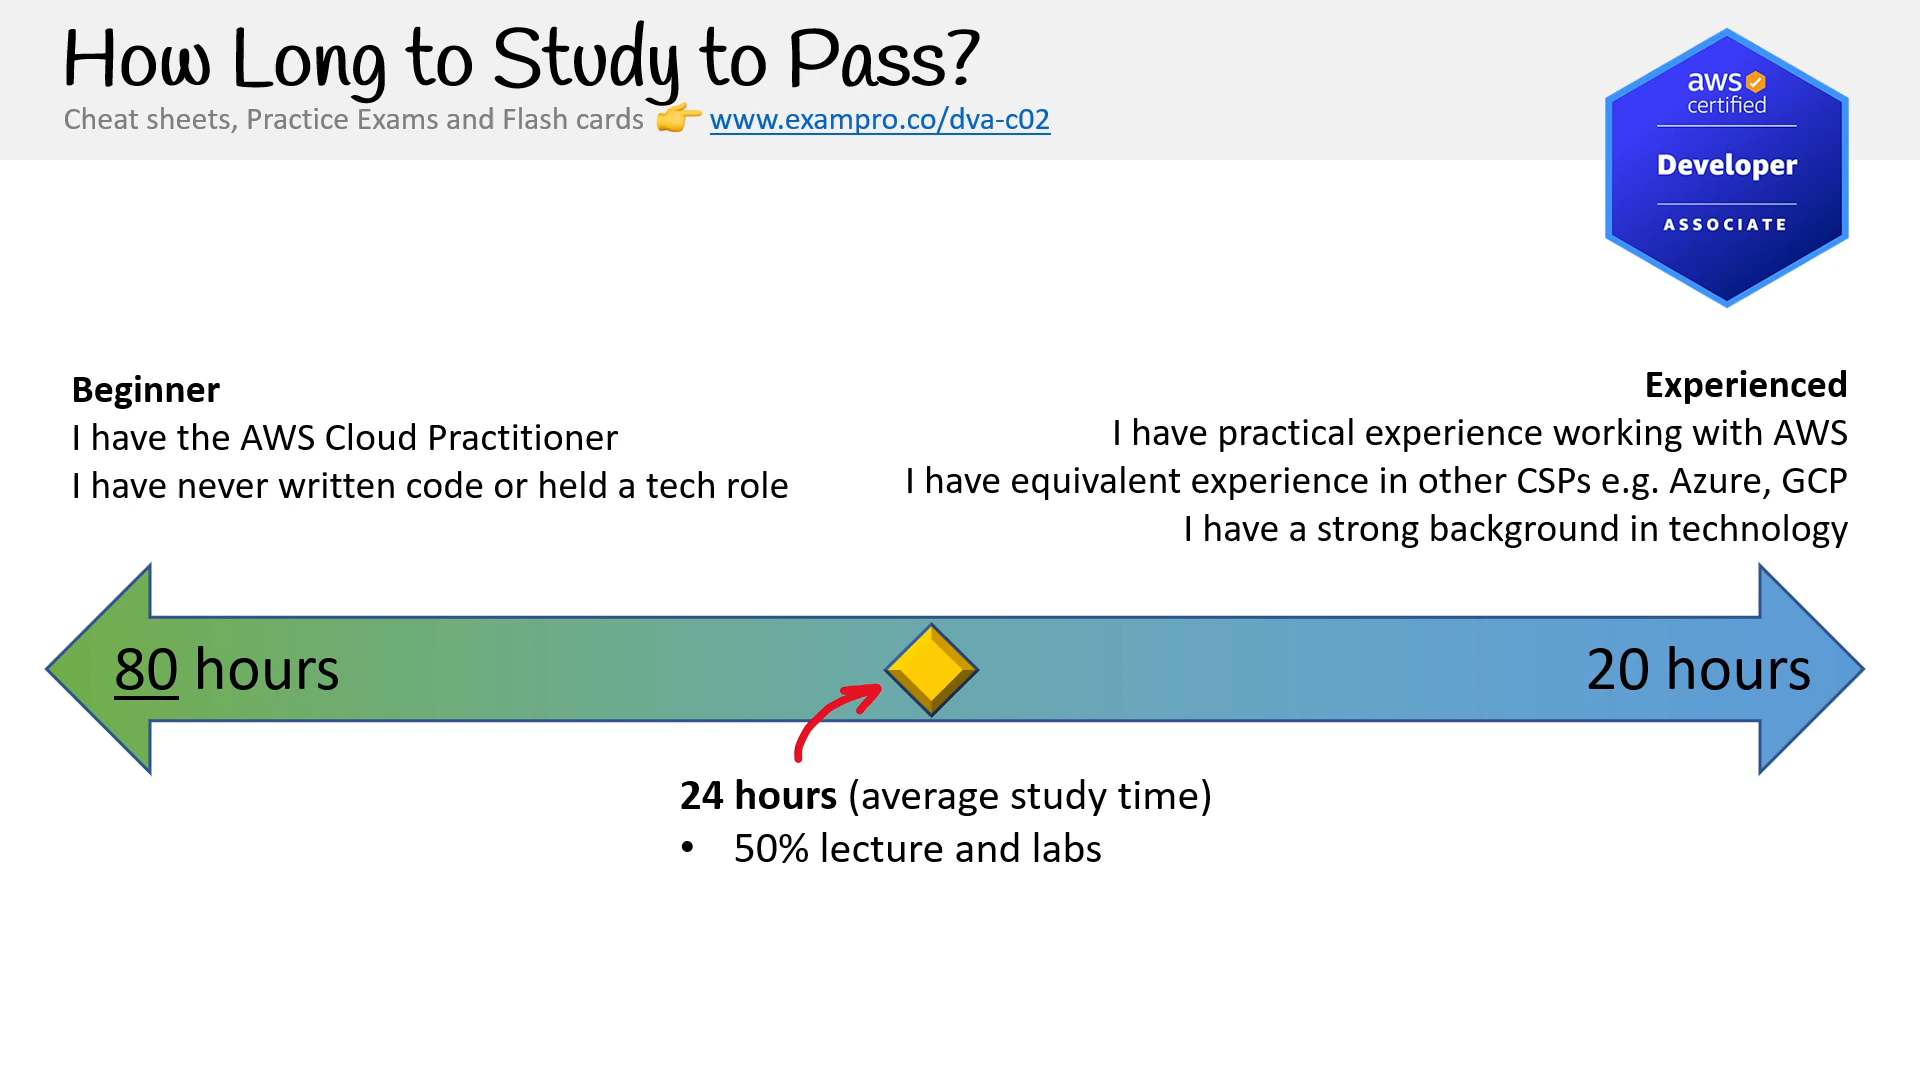 How Long to Study to Pass?
Cheat sheets, Practice Exams and Flash cards 👉 www.exampro.co/dva-c02
aws
certified
Developer
ASSOCIATE
Beginner
I have the AWS Cloud Practitioner
I have never written code or held a tech role
Experienced
I have practical experience working with AWS
I have equivalent experience in other CSPs e.g. Azure, GCP
I have a strong background in technology
80 hours
20 hours
24 hours (average study time)
• 50% lecture and labs